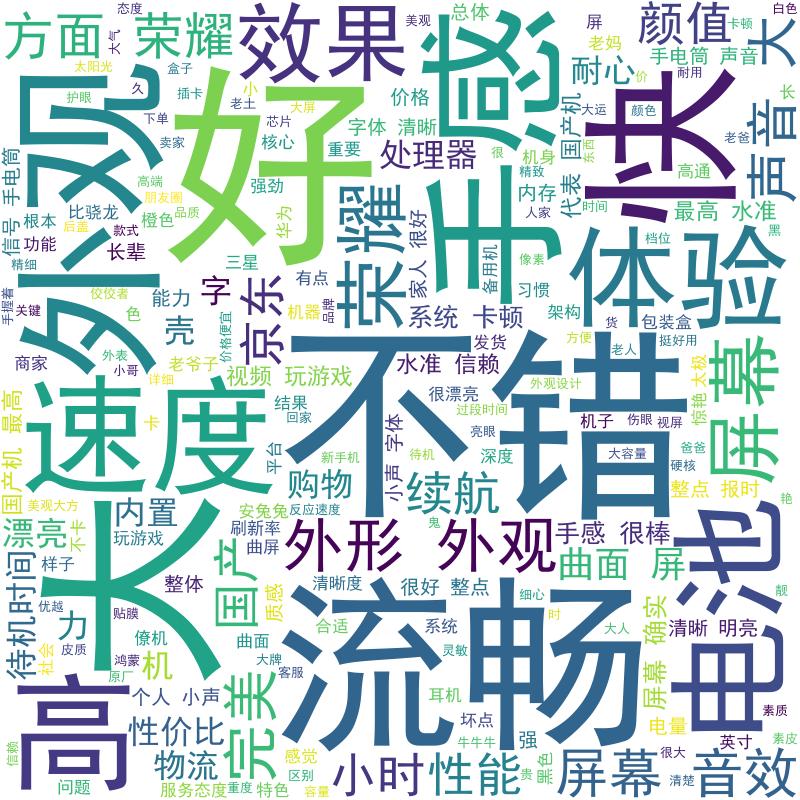 方面
荣耀
效果
感
颜值
大
态度
大气
美观
总体
屏
老妈
卡顿
白色
手电筒 声音
耐心
价
耐用
长
太阳光
盒子
护眼
久
插卡
小
老土
大屏
价格
字体 清晰
下单
卖家
芯片
核心
重要
处理器
很
机身
精致
代表 国产机
大运
颜色
东西
老爸
高通
声音
快
观
好
手
手电筒
信号
功能
根本
比骁龙
橙色
高端
朋友圈
品质
强劲
华为
荣耀
家人 很好
内存
人家
时间
最高 水准
后盖
款式
长辈
精细
三星
有点
备用机
像素
习惯
档位
黑
体验
外
手握着
关键
佼佼者
能力
字
京东
机器
品牌
系统 卡顿
架构
货
包装盒
色
壳
价格便宜
发货
方便
老人
挺好用
商家
外表
小哥
老爷子
详细
视频 玩游戏
水准 信赖
外观设计
惊艳 太极
屏幕
速度
不错
国产机 最高
卡
结果
回家
很漂亮
过段时间
机子
伤眼
视屏
爸爸
小声 字体
亮眼
大容量
硬核
平台
新手机
待机
深度
购物
续航
整点 报时
美观大方
内置
安兔兔
反应速度
漂亮
不卡
玩游戏
刷新率
曲屏
鬼
外形 外观
手感 很棒
艳
大
待机时间
样子
整体
国产
质感
清晰度
很好 整点
细心
曲面 屏
电池
靓
优越
力
贴膜
社会
皮质
僚机
曲面
合适
系统
时
大人
确实
清晰 明亮
鸿蒙
原厂
机
大牌
客服
灵敏
流畅
屏幕
高
个人 小声
完美
耳机
坏点
电量
英寸
素质
性价比
感觉
牛牛牛
强
很大
素皮
信赖
物流
区别
小时
性能
贵
黑色
屏幕
清楚
音效
问题
服务态度
重度
特色
容量